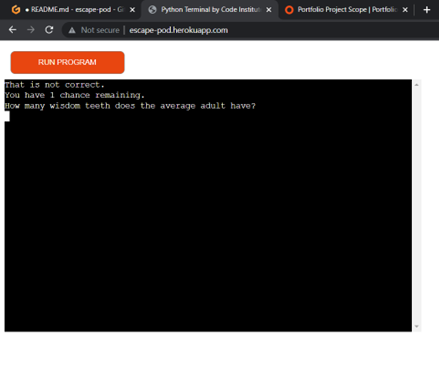 README.md - escape-pod - G
Python Terminal by Code Institut
Portfolio Project Scope | Portfolio
Not secure | escape-pod.herokuapp.com
RUN PROGRAM
That is not correct.
You have 1 chance remaining.
How many wisdom teeth does the average adult have?